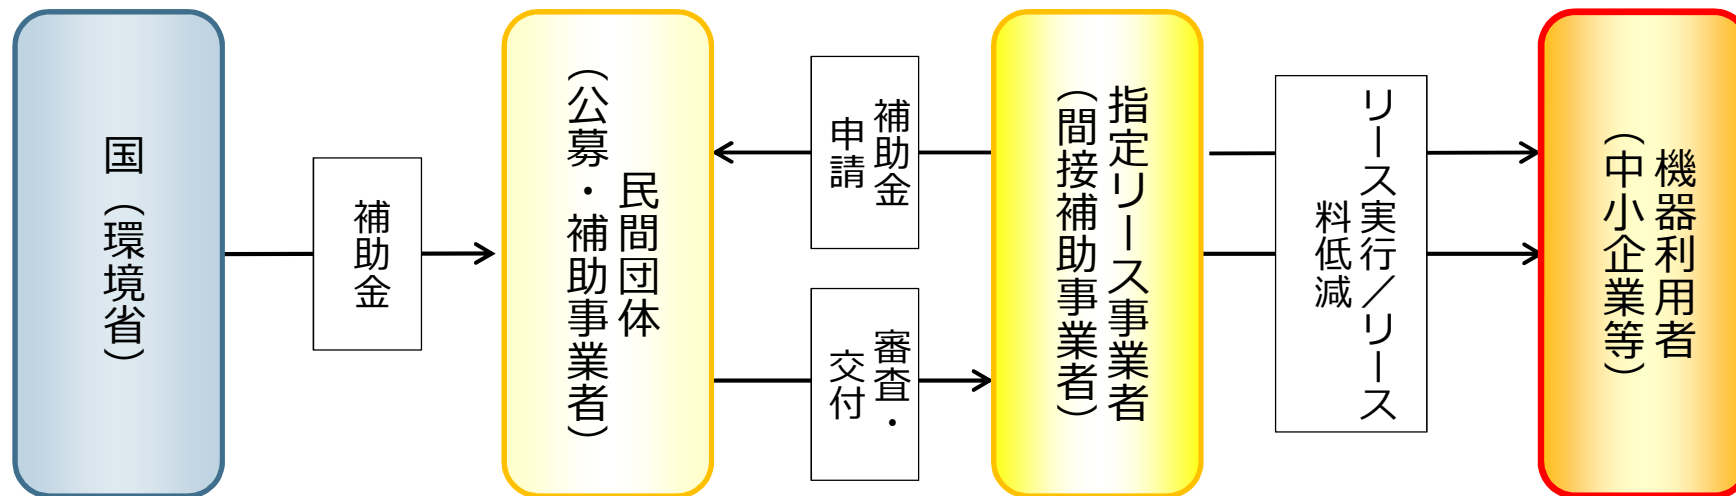 国（環境省）
補助金
民間団体
（公募・補助事業者）
補助金
申請
審査・
交付
指定リース事業者
（間接補助事業者）
リース実行／リース
料低減
機器利用者
（中小企業等）